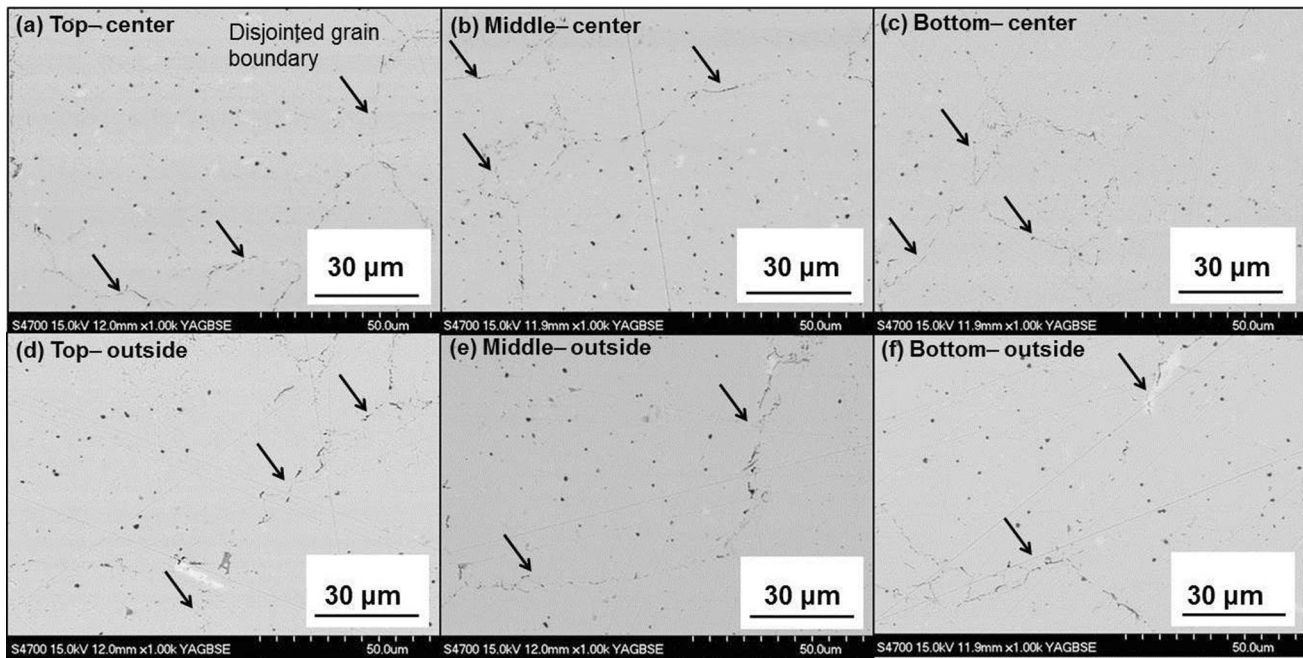 (a) Top– center
Disjointed grain
boundary
30 µm
S4700 15.0kV 12.0mm x1.00k YAGBSE
50.0um
(b) Middle– center
30 µm
S4700 15.0kV 11.9mm x1.00k YAGBSE
50.0um
(c) Bottom– center
30 µm
S4700 15.0kV 11.9mm x1.00k YAGBSE
50.0um
(d) Top– outside
30 µm
S4700 15.0kV 12.0mm x1.00k YAGBSE
50.0um
(e) Middle– outside
30 µm
S4700 15.0kV 12.0mm x1.00k YAGBSE
50.0um
(f) Bottom– outside
30 µm
S4700 15.0kV 11.9mm x1.00k YAGBSE
50.0um